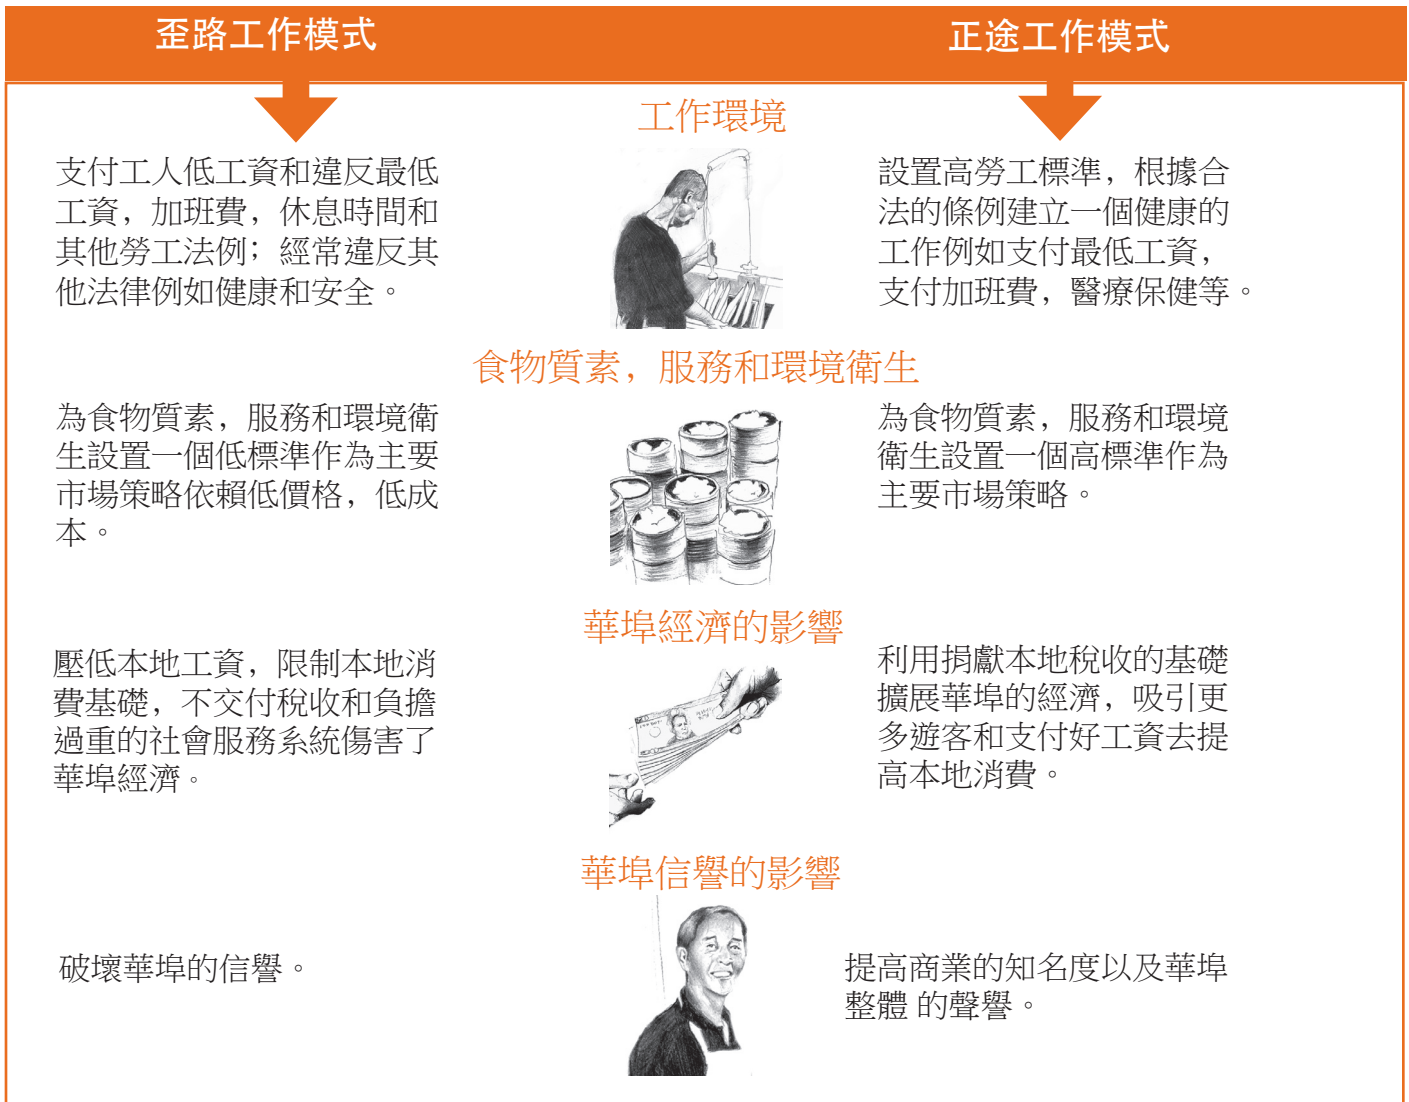 歪路工作模式
正途工作模式
工作環境
支付工人低工資和違反最低
工資，加班費，休息時間和
其他勞工法例；經常違反其
他法律例如健康和安全。
設置高勞工標準，根據合
法的條例建立一個健康的
工作例如支付最低工資，
支付加班費，醫療保健等。
食物質素，服務和環境衛生
為食物質素，服務和環境衛
生設置一個低標準作為主要
市場策略依賴低價格，低成
本。
為食物質素，服務和環境
衛生設置一個高標準作為
主要市場策略。
華埠經濟的影響
壓低本地工資，限制本地消
費基礎，不交付稅收和負擔
過重的社會服務系統傷害了
華埠經濟。
利用捐獻本地稅收的基礎
擴展華埠的經濟，吸引更
多遊客和支付好工資去提
高本地消費。
華埠信譽的影響
破壞華埠的信譽。
提高商業的知名度以及華埠
整體 的聲譽。